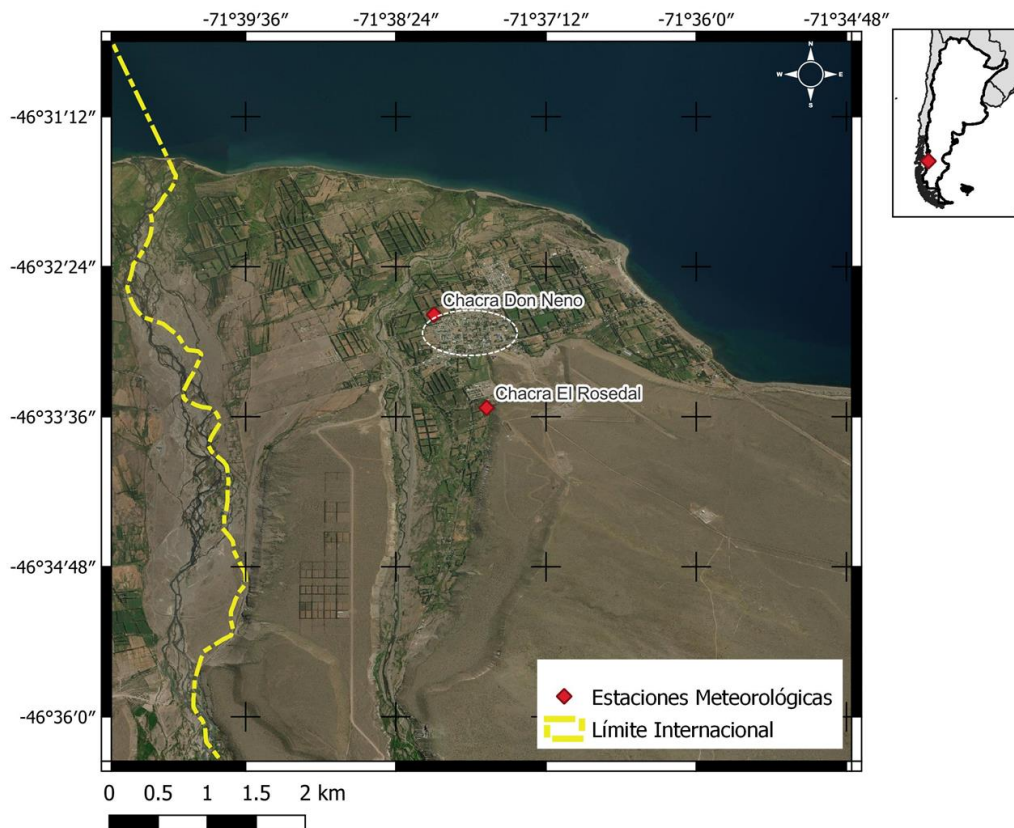 -71°39′36″ -71°38′24″ -71°37′12″ -71°36′0″ -71°34′48″
N
W E
S
-46°31′12″
-46°32′24″
Chacra Don Neno
Chacra El Rosedal
-46°33′36″
-46°34′48″
Estaciones Meteorológicas
-46°36′0″
Límite Internacional
0 0.5 1 1.5 2 km